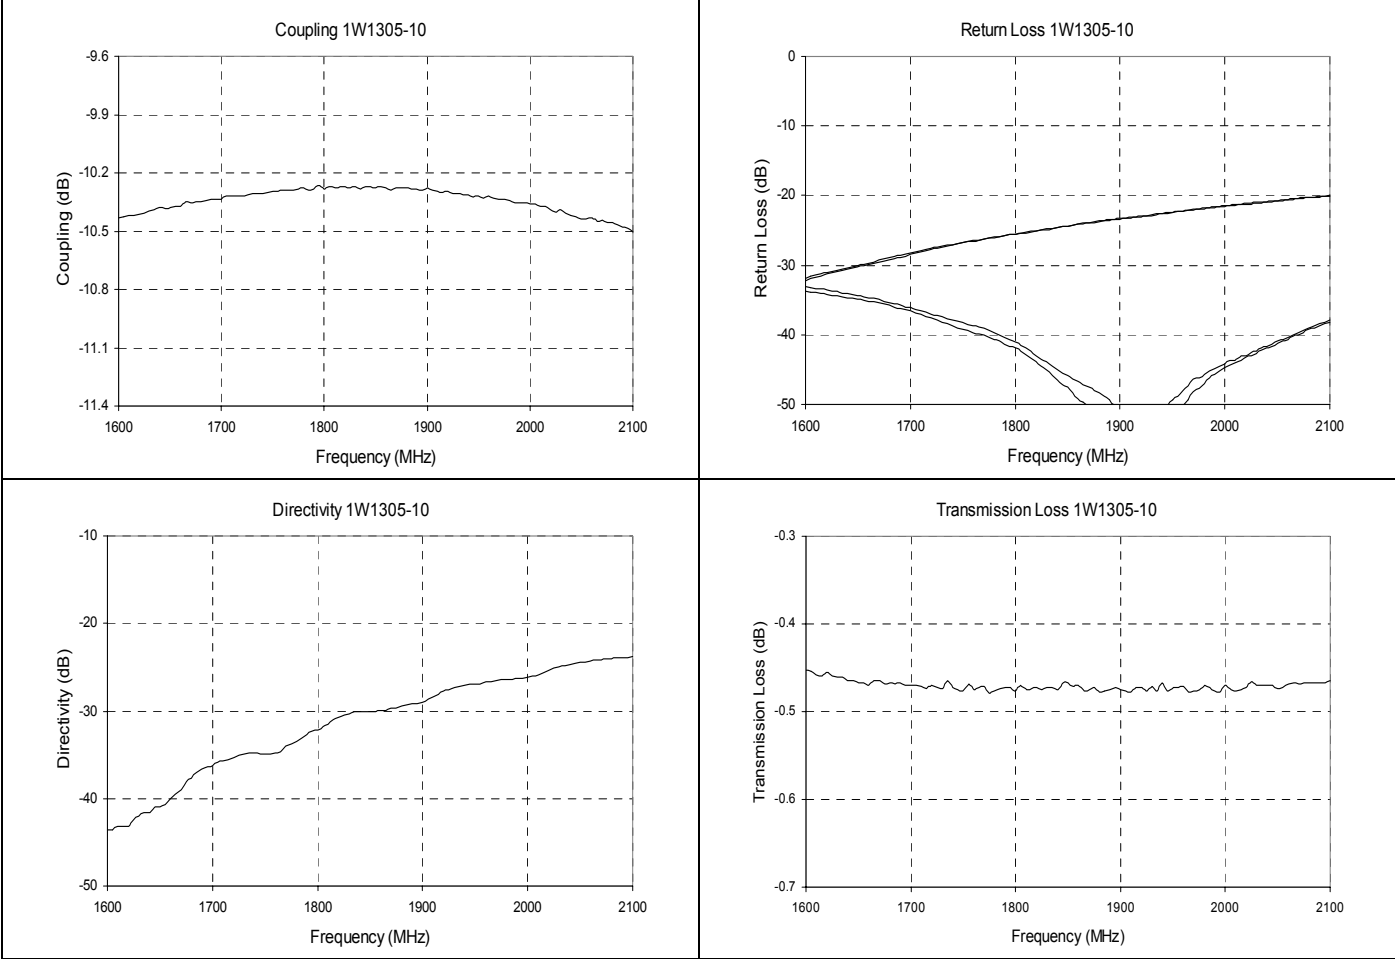 Coupling 1W1305-10
-9.6
-9.9
-10.2
-10.5
-10.8
-11.1
-11.4
Coupling (dB)
1600 1700 1800 1900 2000 2100
Frequency (MHz)
Return Loss 1W1305-10
0
-10
-20
-30
-40
-50
Return Loss (dB)
1600 1700 1800 1900 2000 2100
Frequency (MHz)
Directivity 1W1305-10
-10
-20
-30
-40
-50
Directivity (dB)
1600 1700 1800 1900 2000 2100
Frequency (MHz)
Transmission Loss 1W1305-10
-0.3
-0.4
-0.5
-0.6
-0.7
Transmission Loss (dB)
1600 1700 1800 1900 2000 2100
Frequency (MHz)